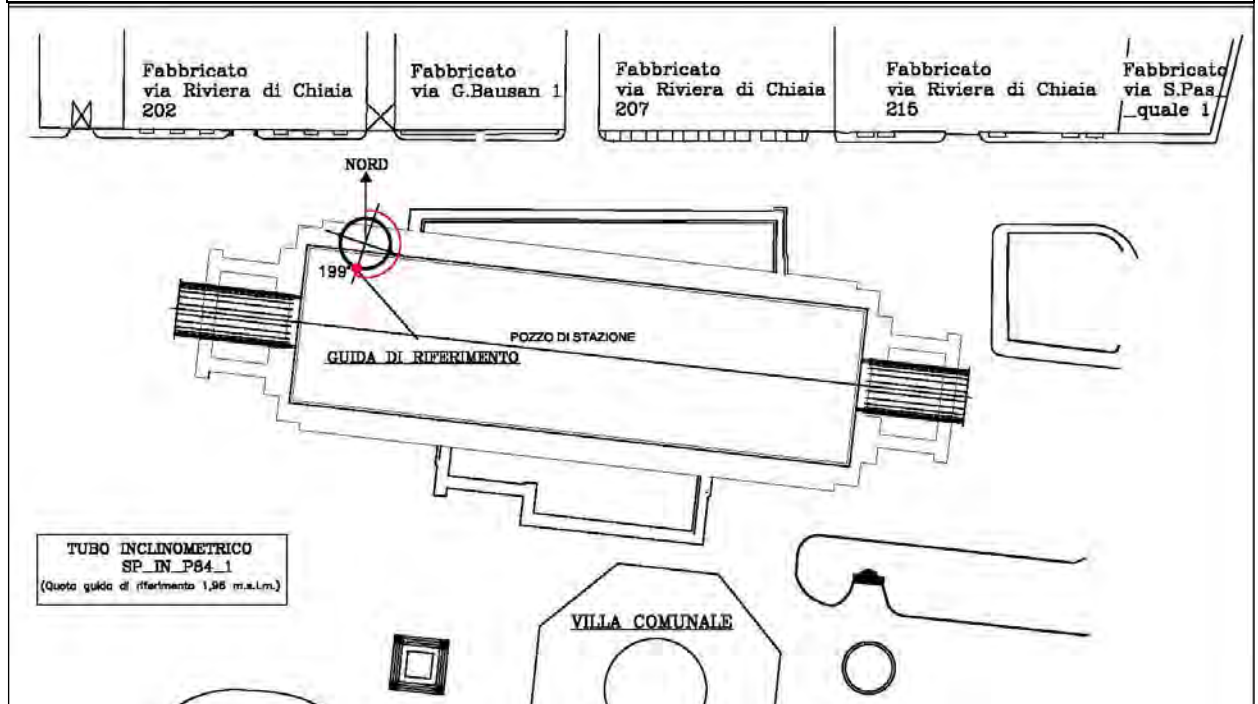 Fabbricato
via Riviera di Chiaia
202
Fabbricato
via G.Bausan 1
Fabbricato
via Riviera di Chiaia
207
Fabbricato
via Riviera di Chiaia
215
Fabbricato
via S.Pas_
_quale 1
NORD
199°
POZZO DI STAZIONE
GUIDA DI RIFERIMENTO
TUBO INCLINOMETRICO
SP_IN_P84_1
(Quota guida di riferimento 1,96 m.s.l.m.)
VILLA COMUNALE